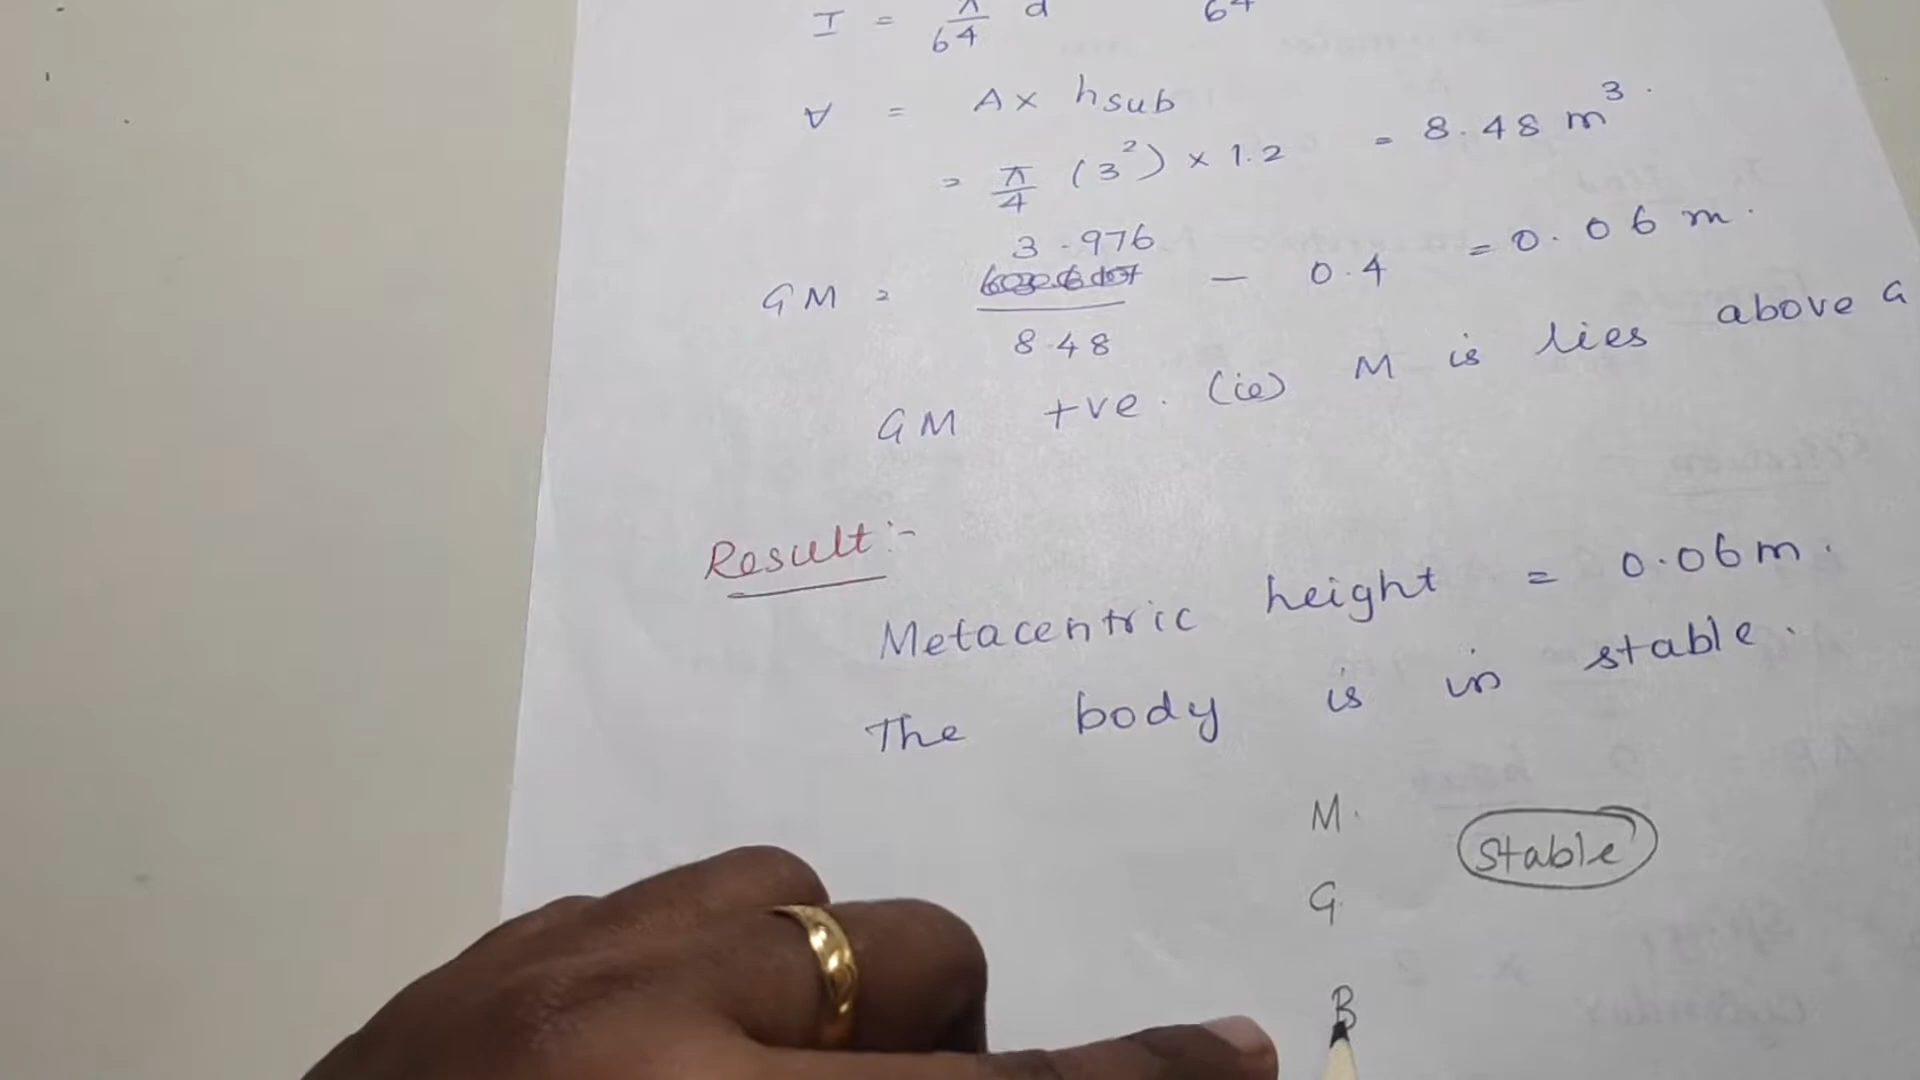 I = π/64 d 64
∀ = A x hsub
= π/4 (3²) x 1.2 = 8.48 m³.
GM = 3.976/8.48 - 0.4 = 0.06 m.
GM +ve. (ie) M is lies above G
Result:-
Metacentric height = 0.06m.
The body is in stable.
M.
stable
G.
B